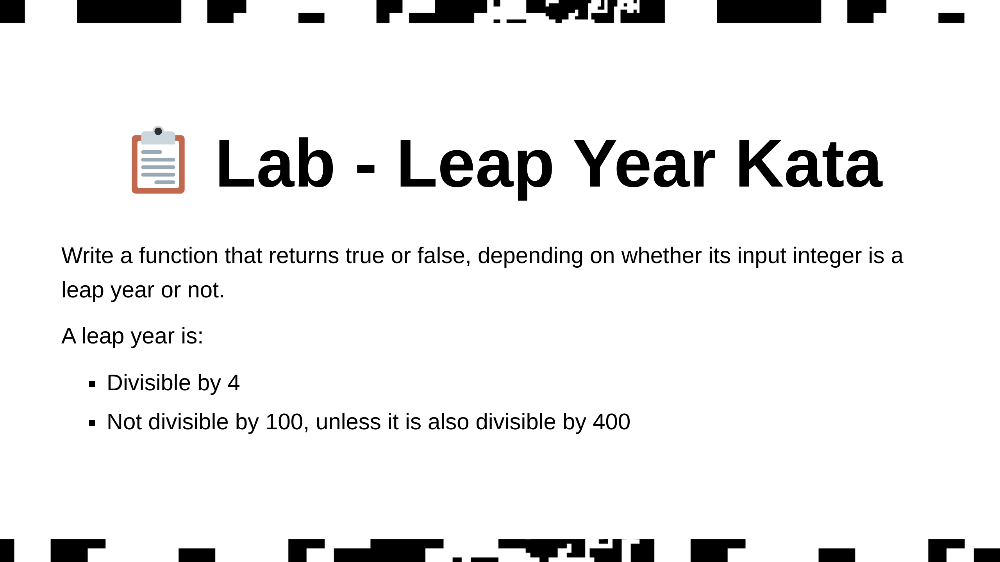 Lab - Leap Year Kata
Write a function that returns true or false, depending on whether its input integer is a
leap year or not.
A leap year is:
Divisible by 4
Not divisible by 100, unless it is also divisible by 400